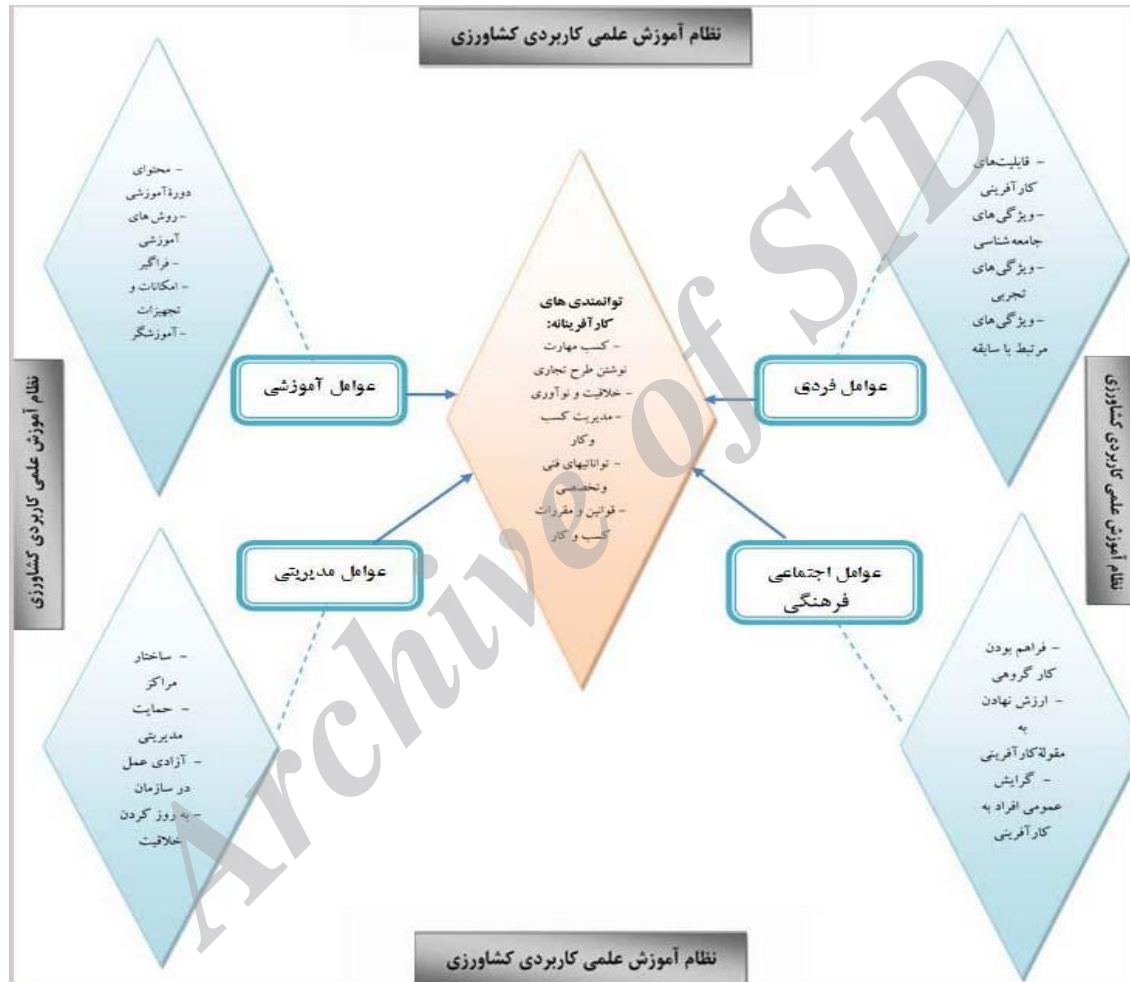 نظام آموزش علمی کاربردی کشاورزی
- قابلیت‌های
کارآفرینی
- ویژگی‌های
جامعه‌شناسی
- ویژگی‌های
تجربی
- ویژگی‌های
مرتبط با سابقه
- محتوای
دورهٔ آموزشی
- روش های
آموزشی
- فراگیر
- امکانات و
تجهیزات
- آموزشگر
توانمندی های
کارآفرینانه:
- کسب مهارت
نوشتن طرح تجاری
- خلاقیت و نوآوری
- مدیریت کسب
وکار
- تواناییهای فنی
وتخصصی
- قوانین و مقررات
کسب و کار
عوامل فردی
عوامل آموزشی
عوامل اجتماعی
فرهنگی
عوامل مدیریتی
نظام آموزش علمی کاربردی کشاورزی
نظام آموزش علمی کاربردی کشاورزی
- فراهم بودن
کار گروهی
- ارزش نهادن
به
مقولهٔ کارآفرینی
- گرایش
عمومی افراد به
کارآفرینی
- ساختار
مراکز
- حمایت
مدیریتی
- آزادی عمل
در سازمان
- به روز کردن
خلاقیت
نظام آموزش علمی کاربردی کشاورزی
Archive of SID